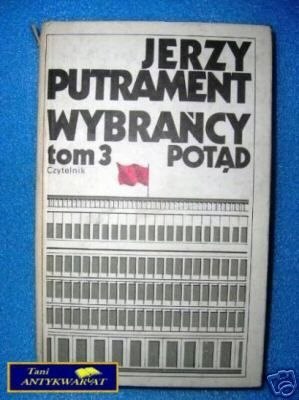 JERZY
PUTRAMENT
WYBRAŃCY
tom 3 POTĄD
Czytelnik
Tani
ANTYKWARIAT